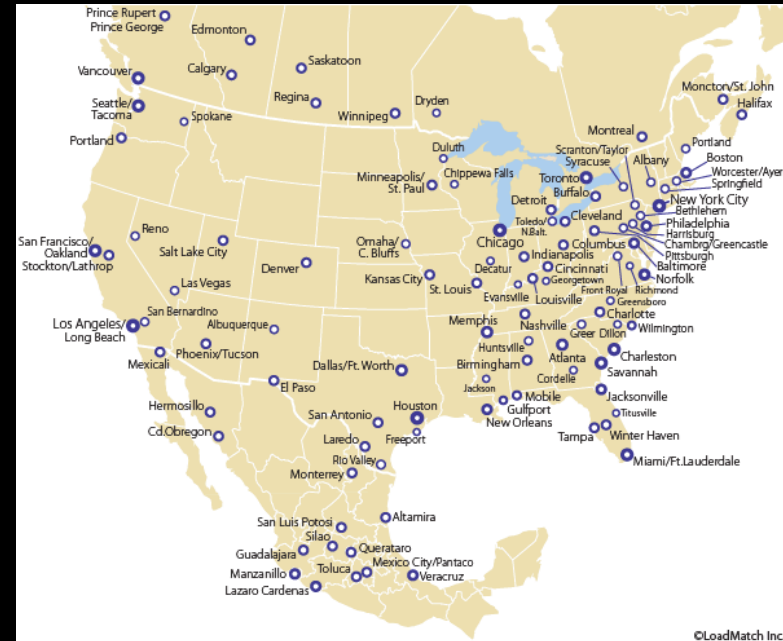 Prince Rupert
Prince George
Edmonton
Saskatoon
Calgary
Vancouver
Regina
Winnipeg
Dryden
Moncton/St. John
Halifax
Seattle/
Tacoma
Spokane
Portland
Duluth
Montreal
Portland
Scranton/Taylor
Syracuse
Albany
Boston
Worcester/Ayer
Springfield
Minneapolis/
St. Paul
Chippewa Falls
Toronto
Buffalo
Detroit
New York City
Bethlehem
Toledo/
N.Balt.
Cleveland
Philadelphia
Harrisburg
Chambrg/Greencastle
Pittsburgh
Baltimore
Norfolk
Chicago
Columbus
Reno
San Francisco/
Oakland
Stockton/Lathrop
Salt Lake City
Omaha/
C. Bluffs
Denver
Indianapolis
Decatur
Cincinnati
Georgetown
Kansas City
St. Louis
Evansville
Louisville
Front Royal
Richmond
Greensboro
Las Vegas
San Bernardino
Los Angeles/
Long Beach
Albuquerque
Memphis
Nashville
Charlotte
Greer
Dillon
Wilmington
Phoenix/Tucson
Mexicali
Huntsville
Birmingham
Atlanta
Charleston
Savannah
Dallas/Ft. Worth
Jackson
Cordele
El Paso
Mobile
Gulfport
New Orleans
Jacksonville
Titusville
Hermosillo
Cd.Obregon
San Antonio
Houston
Freeport
Tampa
Winter Haven
Laredo
Rio Valley
Monterrey
Miami/Ft.Lauderdale
San Luis Potosi
Altamira
Silao
Guadalajara
Querataro
Mexico City/Pantaco
Toluca
Manzanillo
Veracruz
Lazaro Cardenas
©LoadMatch Inc